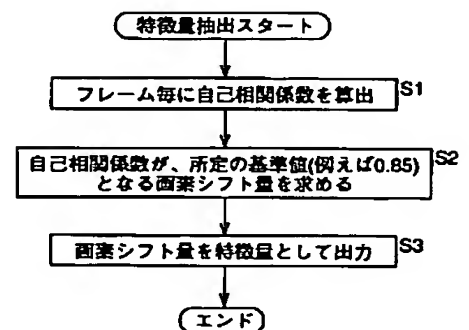 特徴量抽出スタート
フレーム毎に自己相関係数を算出
S1
自己相関係数が、所定の基準値(例えば0.85)
となる画素シフト量を求める
S2
画素シフト量を特徴量として出力
S3
エンド